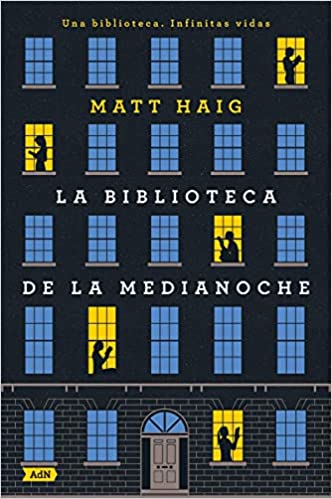 Una biblioteca. Infinitas vidas
MATT HAIG
LA BIBLIOTECA
DE LA MEDIANOCHE
AdN